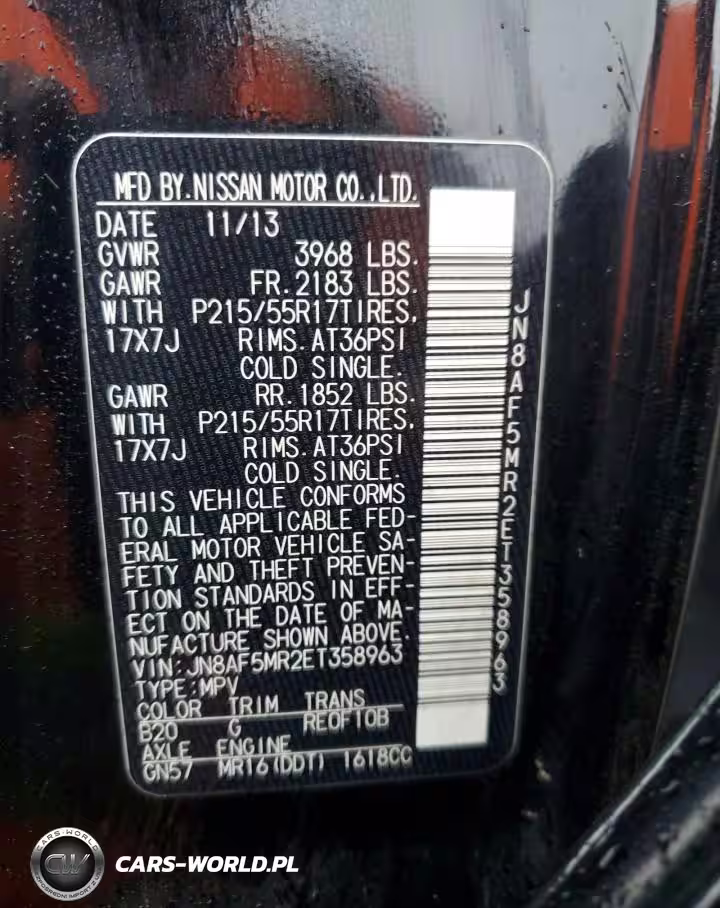 MFD BY.NISSAN MOTOR CO.,LTD.
DATE 11/13
GVWR 3968 LBS.
GAWR FR.2183 LBS.
WITH P215/55R17TIRES,
17X7J RIMS.AT36PSI
COLD SINGLE.
GAWR RR.1852 LBS.
WITH P215/55R17TIRES,
17X7J RIMS.AT36PSI
COLD SINGLE.
THIS VEHICLE CONFORMS
TO ALL APPLICABLE FED-
ERAL MOTOR VEHICLE SA-
FETY AND THEFT PREVEN-
TION STANDARDS IN EFF-
ECT ON THE DATE OF MA-
NUFACTURE SHOWN ABOVE.
VIN:JN8AF5MR2ET358963
TYPE:MPV
COLOR TRIM TRANS
B20 G RE0F10B
AXLE ENGINE
GN57 MR16(DDT) 1618CC
JN8AF5MR2ET358963
CARS-WORLD
CW
CARS-WORLD.PL